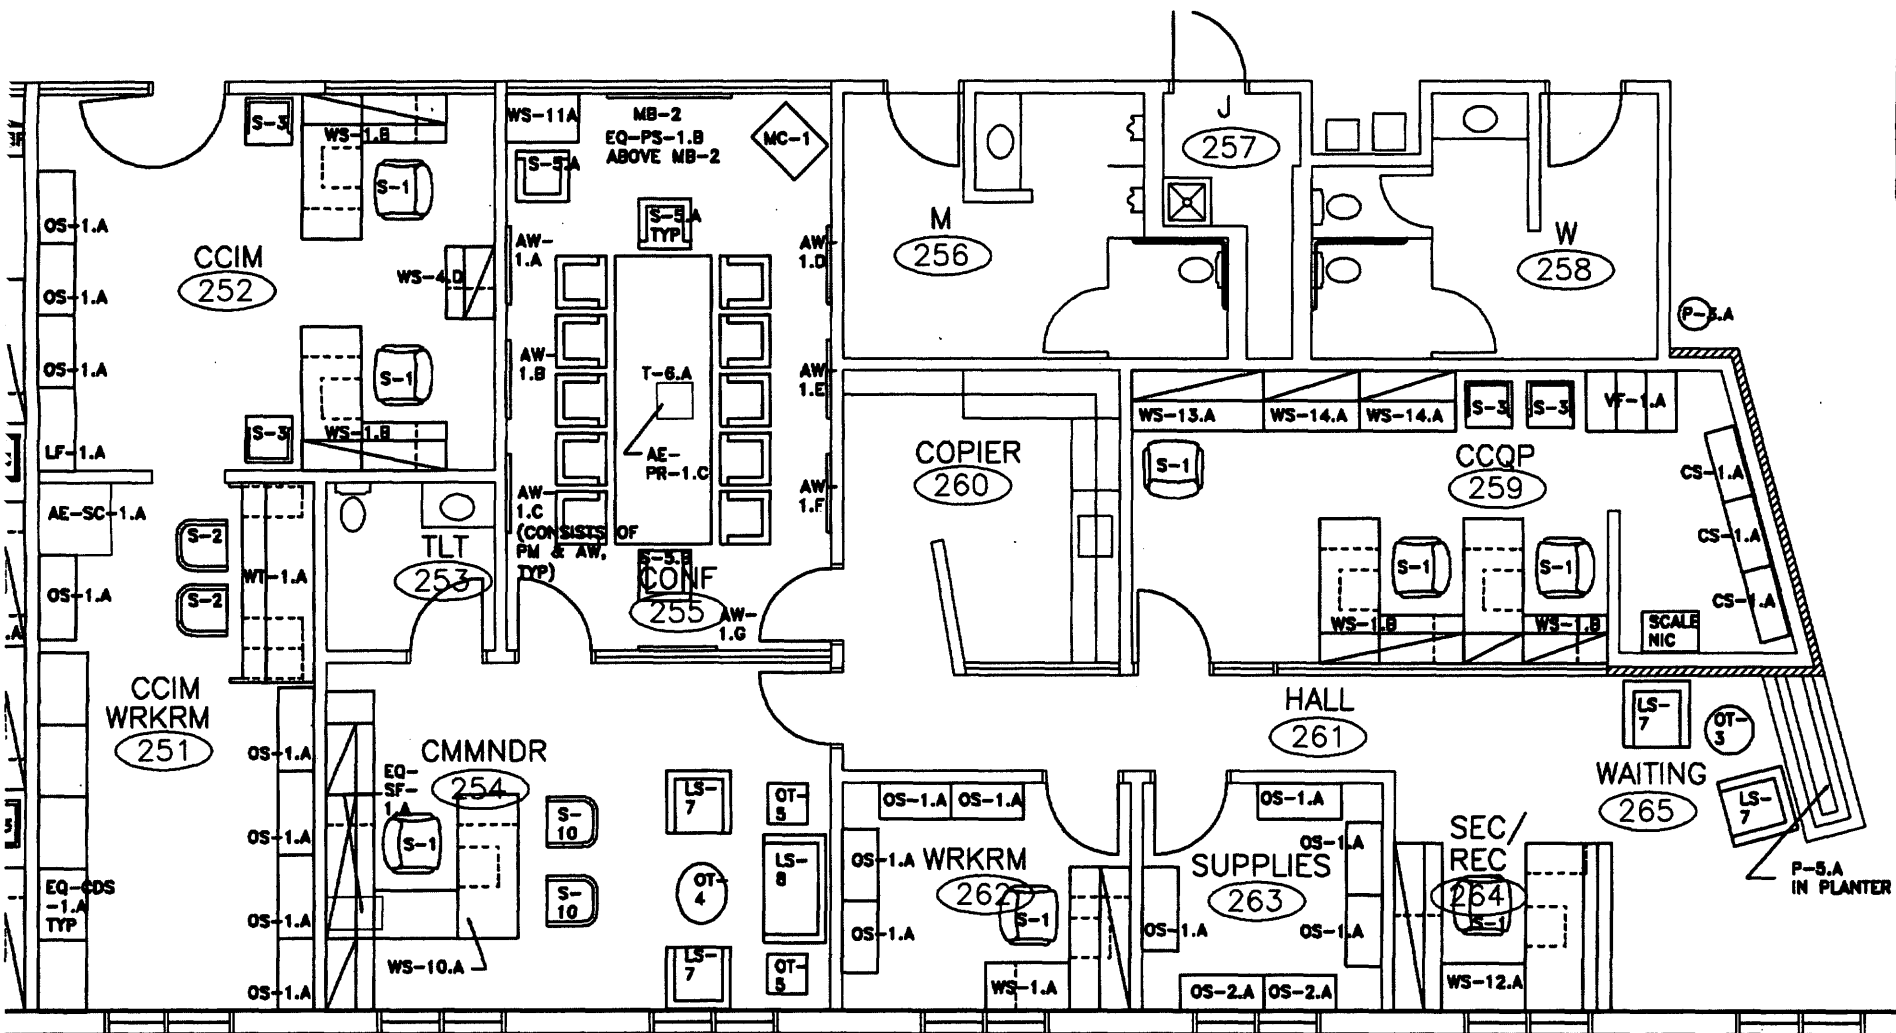 WS-1.B
S-3
S-1
OS-1.A
OS-1.A
OS-1.A
LF-1.A
CCIM
252
WS-4.D
S-1
S-3
WS-1.B
WS-11A
MB-2
EQ-PS-1.B
ABOVE MB-2
MC-1
S-5.A
S-5.A
TYP
AW-
1.A
AW-
1.B
AW-
1.C
(CONSISTS OF
PM & AW,
TYP)
AW
1.D
AW
1.E
AW
1.F
T-6.A
AE-
PR-1.C
S-5.B
CONF
255
AW-
1.G
M
256
J
257
W
258
P-3.A
COPIER
260
WS-13.A
WS-14.A
WS-14.A
S-3
S-3
VF-1.A
S-1
CCQP
259
CS-1.A
CS-1.A
CS-1.A
S-1
S-1
WS-1.B
WS-1.B
SCALE
NIC
AE-SC-1.A
OS-1.A
S-2
S-2
WT-1.A
TLT
253
CCIM
WRKRM
251
OS-1.A
OS-1.A
OS-1.A
OS-1.A
EQ-CDS
-1.A
TYP
CMMNDR
254
EQ-
SF-
1.A
S-1
S-
10
S-
10
WS-10.A
LS-
7
OT-
5
LS-
8
OT-
4
LS-
7
OT-
5
HALL
261
LS-
7
OT-
3
WAITING
265
LS-
7
P-5.A
IN PLANTER
OS-1.A
OS-1.A
OS-1.A
OS-1.A
WRKRM
262
S-1
WS-1.A
OS-1.A
OS-1.A
SUPPLIES
263
OS-1.A
OS-1.A
OS-2.A
OS-2.A
SEC/
REC
264
S-1
WS-12.A